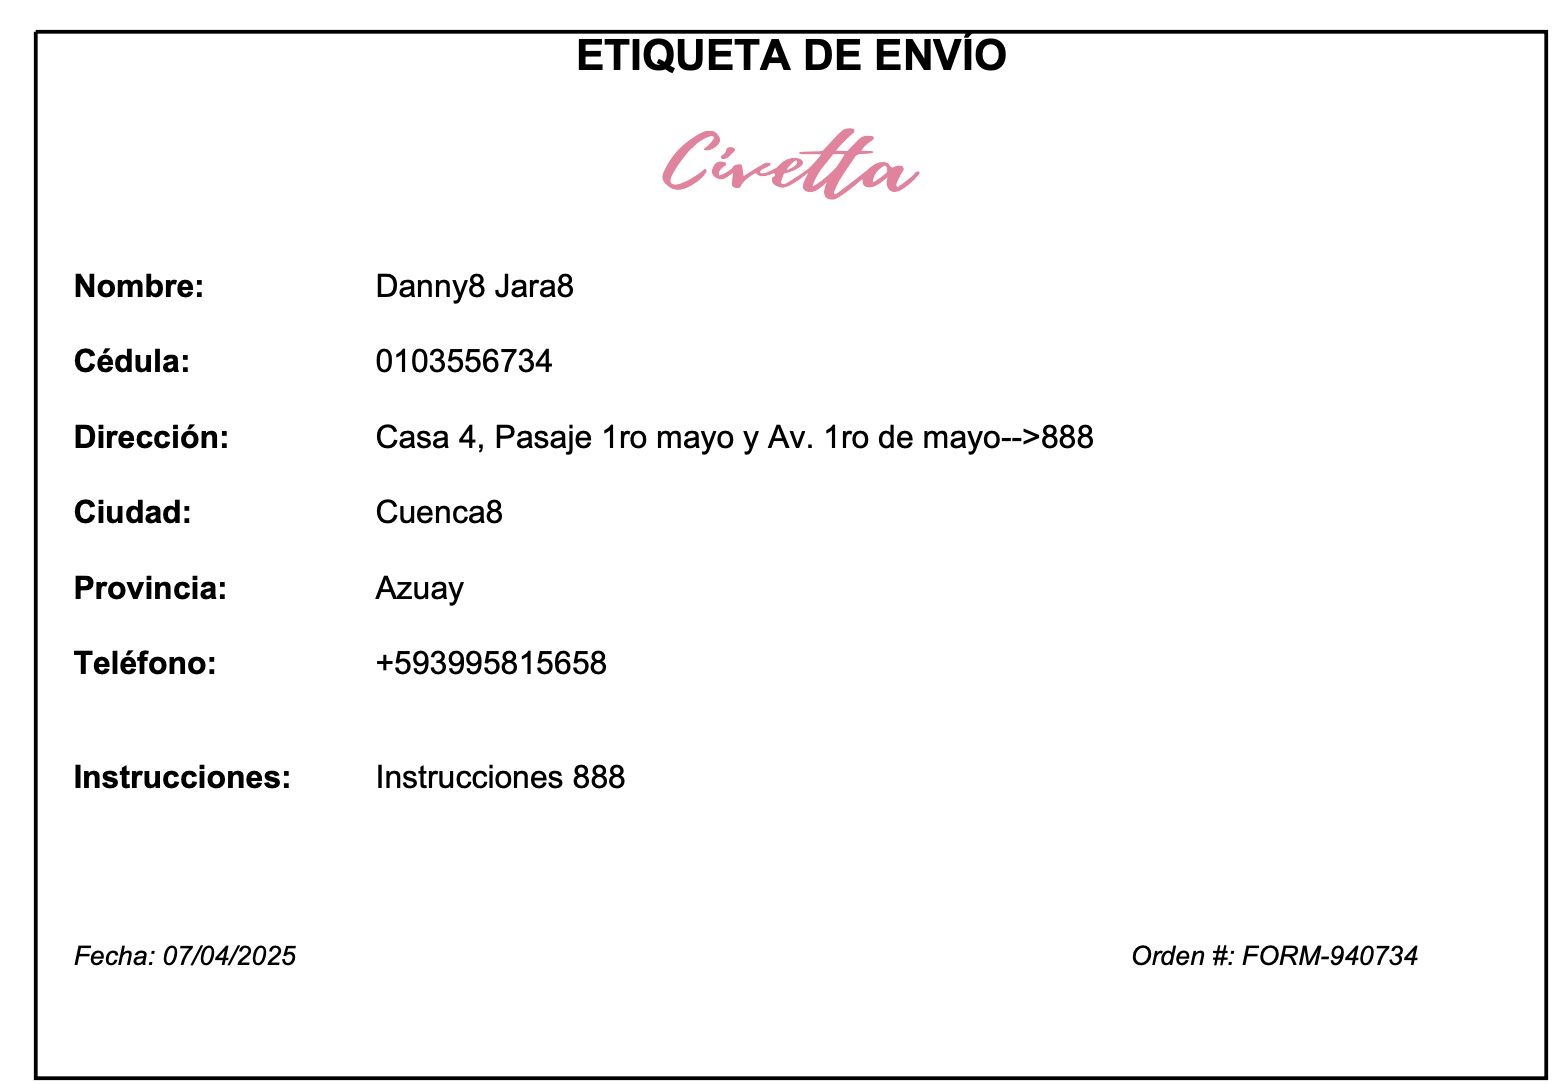 ETIQUETA DE ENVÍO
Civetta
Nombre: Danny8 Jara8
Cédula: 0103556734
Dirección: Casa 4, Pasaje 1ro mayo y Av. 1ro de mayo-->888
Ciudad: Cuenca8
Provincia: Azuay
Teléfono: +593995815658
Instrucciones: Instrucciones 888
Fecha: 07/04/2025 Orden #: FORM-940734